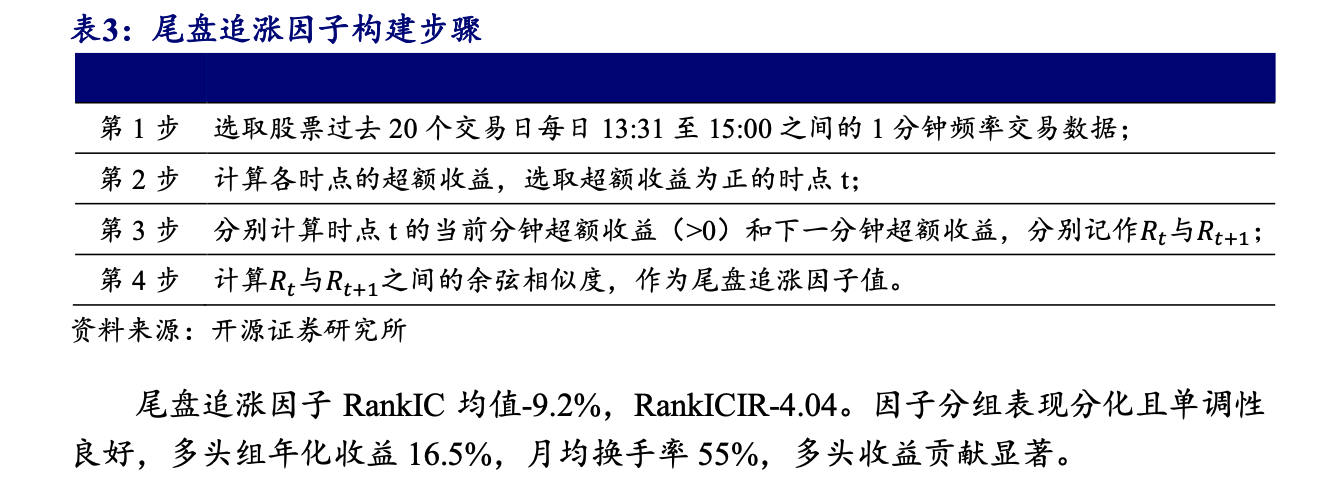 表3：尾盘追涨因子构建步骤
第 1 步 选取股票过去 20 个交易日每日 13:31 至 15:00 之间的 1 分钟频率交易数据；
第 2 步 计算各时点的超额收益，选取超额收益为正的时点 t；
第 3 步 分别计算时点 t 的当前分钟超额收益（>0）和下一分钟超额收益，分别记作𝑅𝑡与𝑅𝑡+1；
第 4 步 计算𝑅𝑡与𝑅𝑡+1之间的余弦相似度，作为尾盘追涨因子值。
资料来源：开源证券研究所
尾盘追涨因子 RankIC 均值-9.2%，RankICIR-4.04。因子分组表现分化且单调性
良好，多头组年化收益 16.5%，月均换手率 55%，多头收益贡献显著。